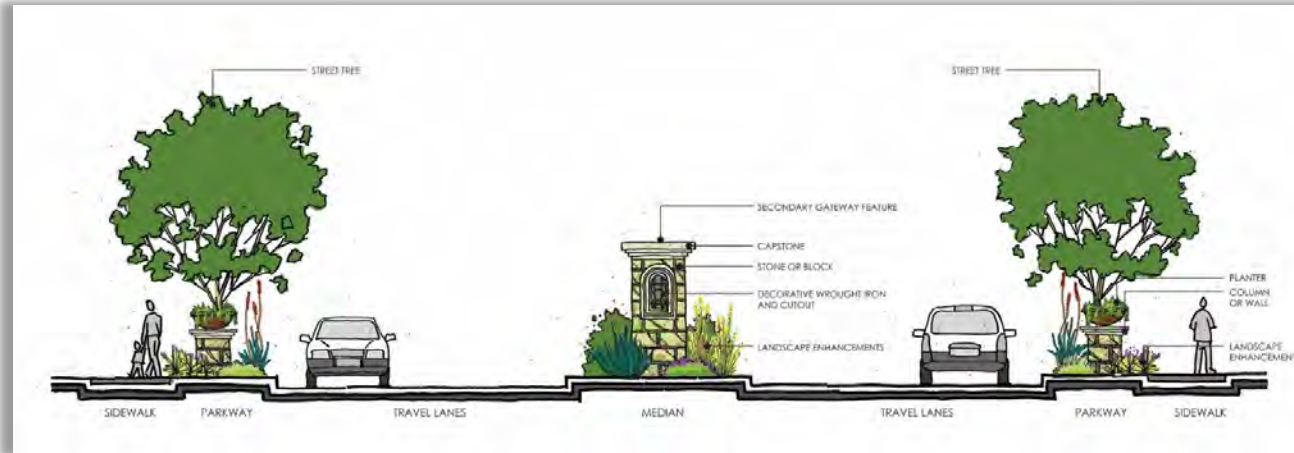 STREET TREE
STREET TREE
SECONDARY GATEWAY FEATURE
CAPSTONE
STONE OR BLOCK
DECORATIVE WROUGHT IRON
AND CUTOUT
LANDSCAPE ENHANCEMENTS
PLANTER
COLUMN
OR WALL
LANDSCAPE
ENHANCEMENT
SIDEWALK
PARKWAY
TRAVEL LANES
MEDIAN
TRAVEL LANES
PARKWAY
SIDEWALK